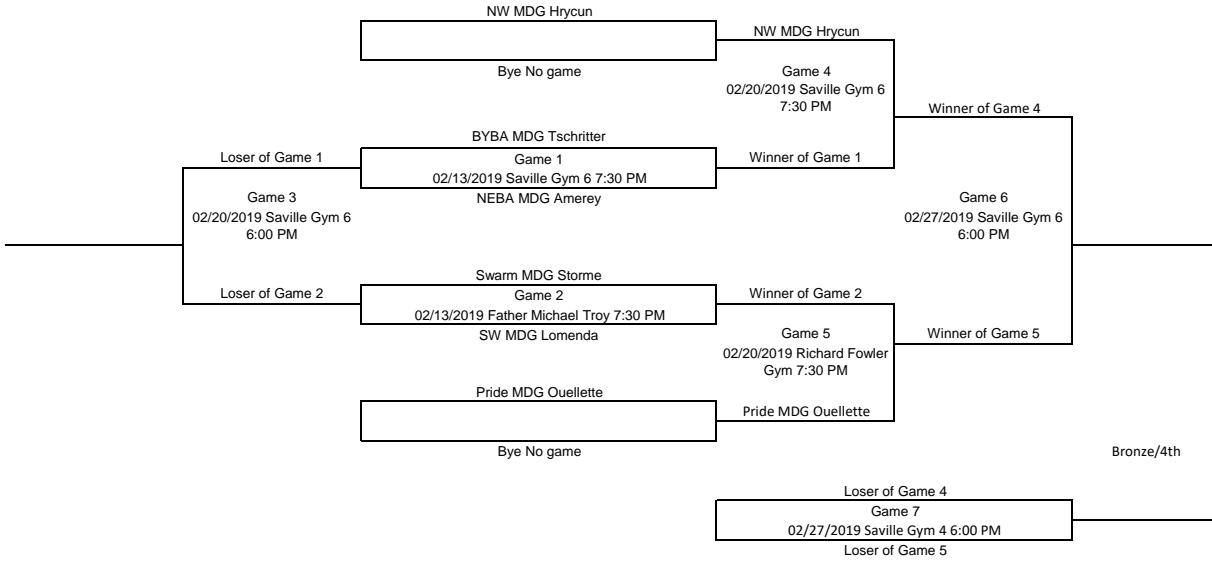 NW MDG Hrycun
NW MDG Hrycun
Bye No game
Game 4
02/20/2019 Saville Gym 6
7:30 PM
Winner of Game 4
BYBA MDG Tschritter
Loser of Game 1
Game 1
Winner of Game 1
02/13/2019 Saville Gym 6 7:30 PM
NEBA MDG Amerey
Game 3
02/20/2019 Saville Gym 6
6:00 PM
Game 6
02/27/2019 Saville Gym 6
6:00 PM
Swarm MDG Storme
Loser of Game 2
Game 2
Winner of Game 2
02/13/2019 Father Michael Troy 7:30 PM
SW MDG Lomenda
Game 5
02/20/2019 Richard Fowler
Gym 7:30 PM
Winner of Game 5
Pride MDG Ouellette
Pride MDG Ouellette
Bye No game
Bronze/4th
Loser of Game 4
Game 7
02/27/2019 Saville Gym 4 6:00 PM
Loser of Game 5